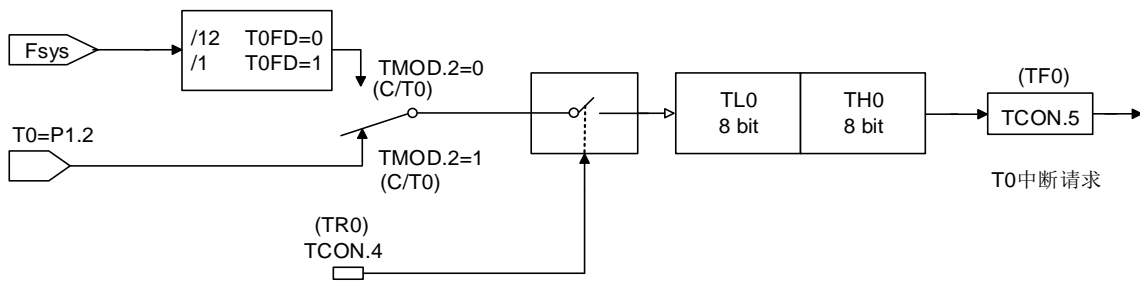 Fsys
/12 T0FD=0
/1 T0FD=1
TMOD.2=0
(C/T0)
T0=P1.2
TMOD.2=1
(C/T0)
(TR0)
TCON.4
TL0
8 bit
TH0
8 bit
(TF0)
TCON.5
T0中断请求